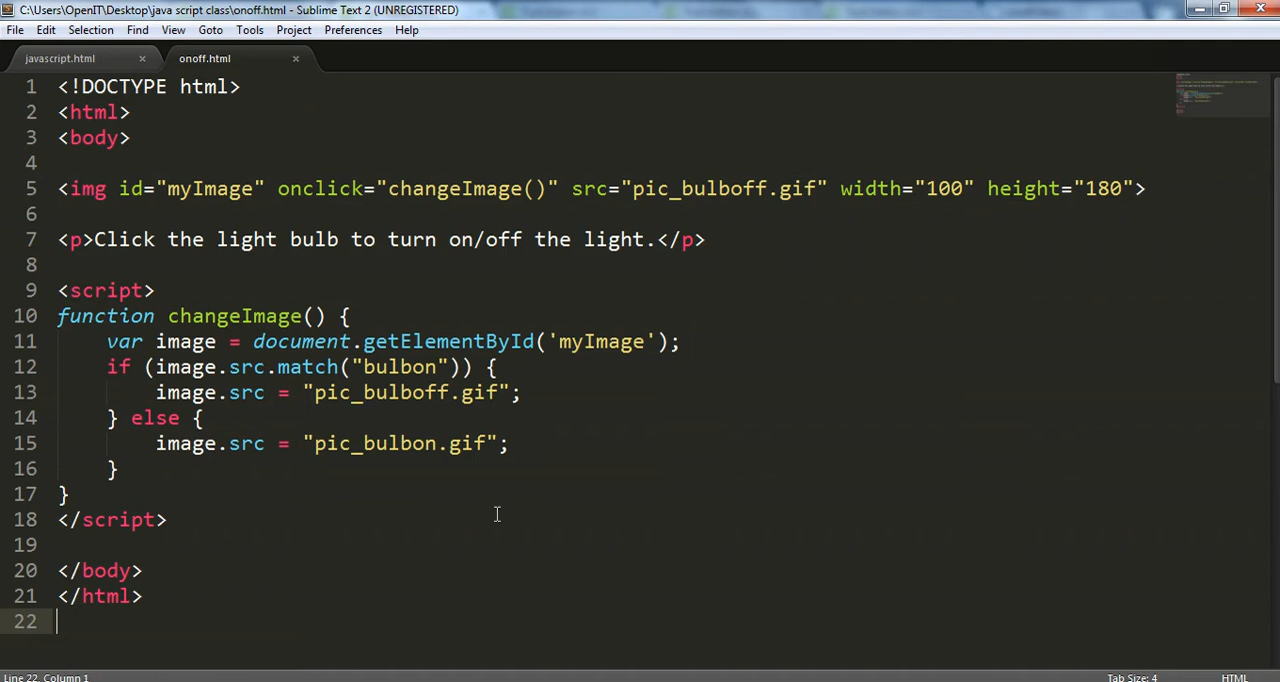 C:\Users\OpenIT\Desktop\java script class\onoff.html - Sublime Text 2 (UNREGISTERED)
File Edit Selection Find View Goto Tools Project Preferences Help
javascript.html × onoff.html ×
1 <!DOCTYPE html>
2 <html>
3 <body>
4
5 <img id="myImage" onclick="changeImage()" src="pic_bulboff.gif" width="100" height="180">
6
7 <p>Click the light bulb to turn on/off the light.</p>
8
9 <script>
10 function changeImage() {
11     var image = document.getElementById('myImage');
12     if (image.src.match("bulbon")) {
13         image.src = "pic_bulboff.gif";
14     } else {
15         image.src = "pic_bulbon.gif";
16     }
17 }
18 </script>
19
20 </body>
21 </html>
22
Line 22, Column 1 Tab Size: 4 HTML